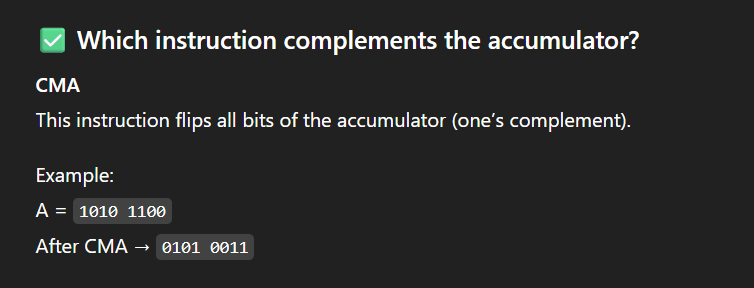 ✅ Which instruction complements the accumulator?
CMA
This instruction flips all bits of the accumulator (one’s complement).
Example:
A = 1010 1100
After CMA → 0101 0011